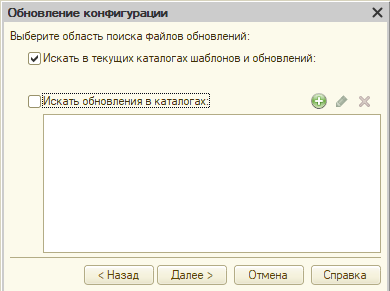 Обновление конфигурации
Выберите область поиска файлов обновлений:
Искать в текущих каталогах шаблонов и обновлений:
Искать обновления в каталогах:
< Назад Далее > Отмена Справка